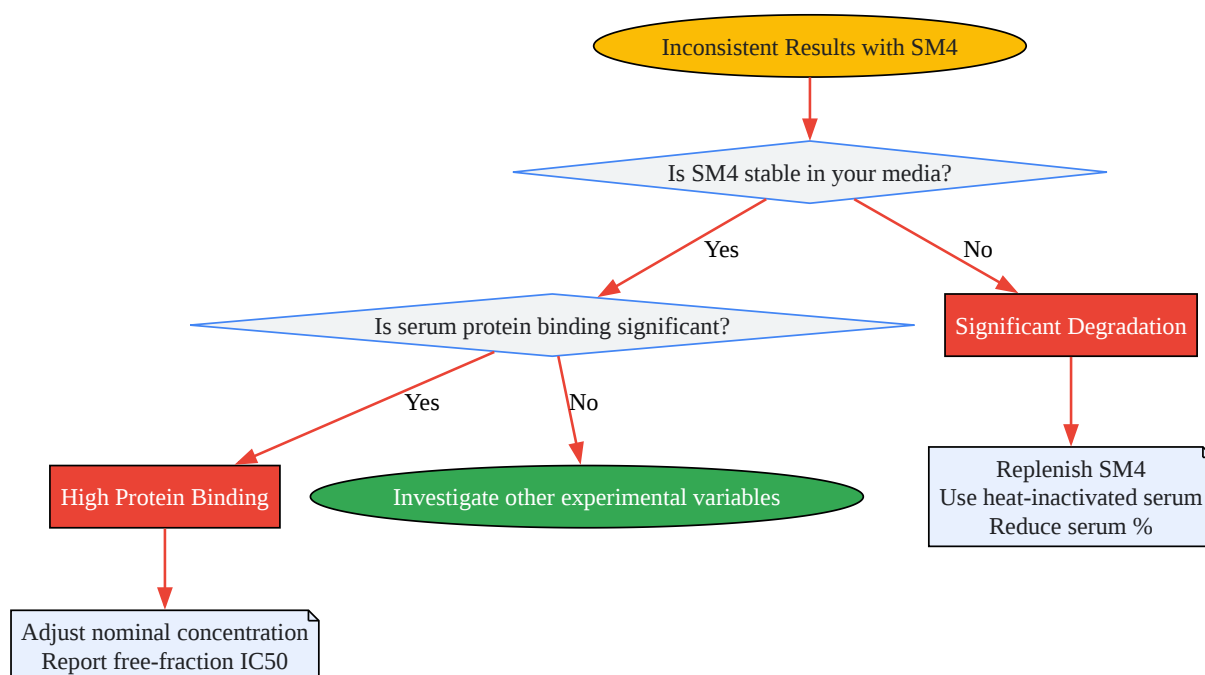 Inconsistent Results with SM4
Is SM4 stable in your media?
Yes
No
Is serum protein binding significant?
Significant Degradation
Yes
No
High Protein Binding
Investigate other experimental variables
Replenish SM4
Use heat-inactivated serum
Reduce serum %
Adjust nominal concentration
Report free-fraction IC50